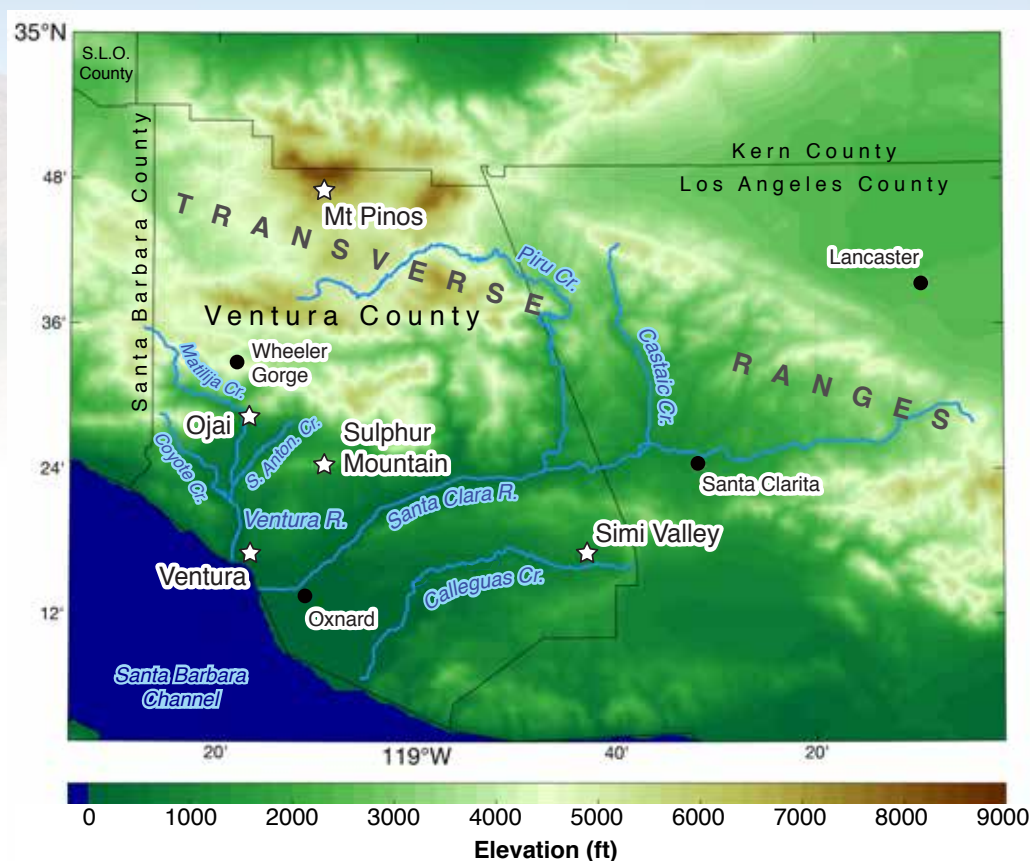 35°N
S.L.O.
County
Santa Barbara County
Kern County
Los Angeles County
48'
Mt Pinos
TRANSVERSE
Piru Cr.
Lancaster
36'
Ventura County
Wheeler
Gorge
Matilija Cr.
Castaic Cr.
RANGES
Ojai
S. Anton. Cr.
Sulphur
Mountain
Coyote Cr.
24'
Santa Clarita
Ventura R.
Santa Clara R.
Simi Valley
Ventura
Calleguas Cr.
12'
Oxnard
Santa Barbara
Channel
20'
119°W
40'
20'
0 1000 2000 3000 4000 5000 6000 7000 8000 9000
Elevation (ft)